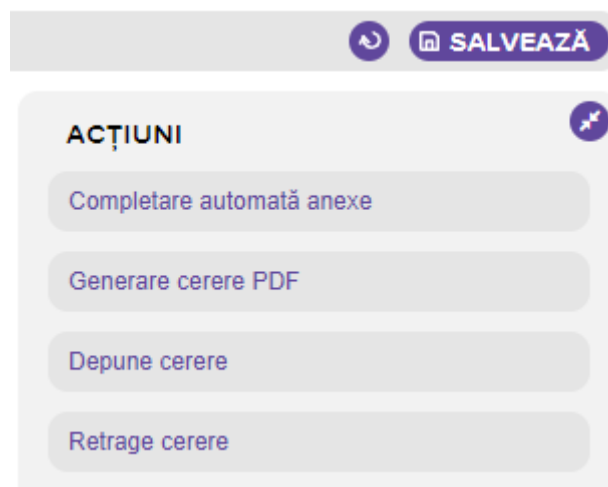 SALVEAZĂ
ACȚIUNI
Completare automată anexe
Generare cerere PDF
Depune cerere
Retrage cerere